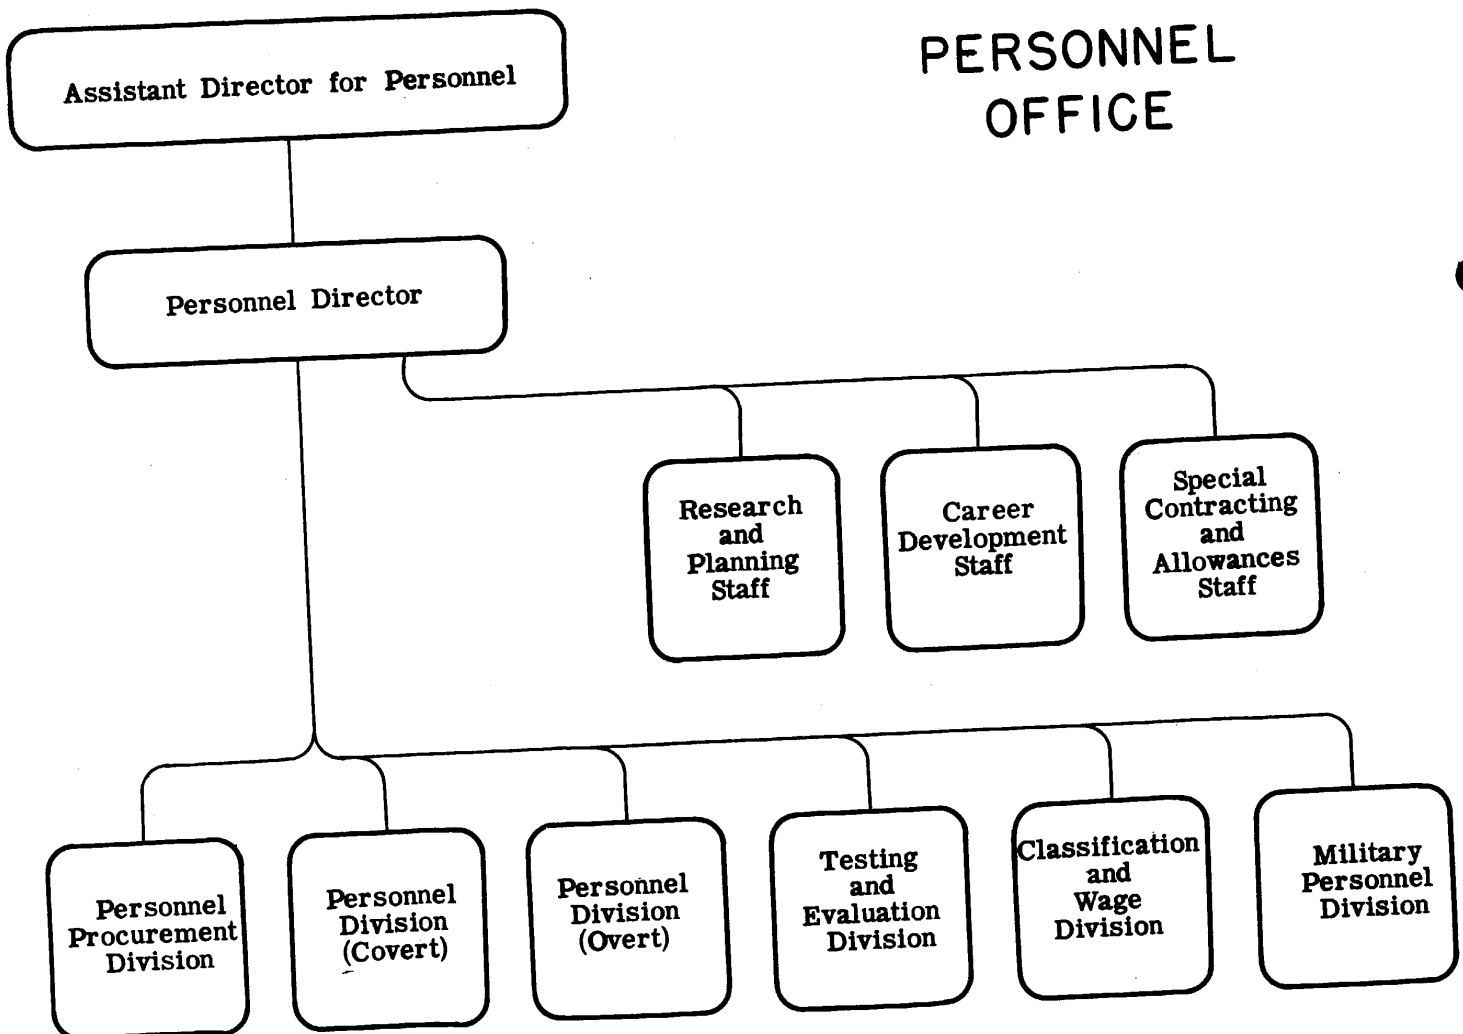 PERSONNEL
OFFICE
Assistant Director for Personnel
Personnel Director
Research
and
Planning
Staff
Career
Development
Staff
Special
Contracting
and
Allowances
Staff
Personnel
Procurement
Division
Personnel
Division
(Covert)
Personnel
Division
(Overt)
Testing
and
Evaluation
Division
Classification
and
Wage
Division
Military
Personnel
Division